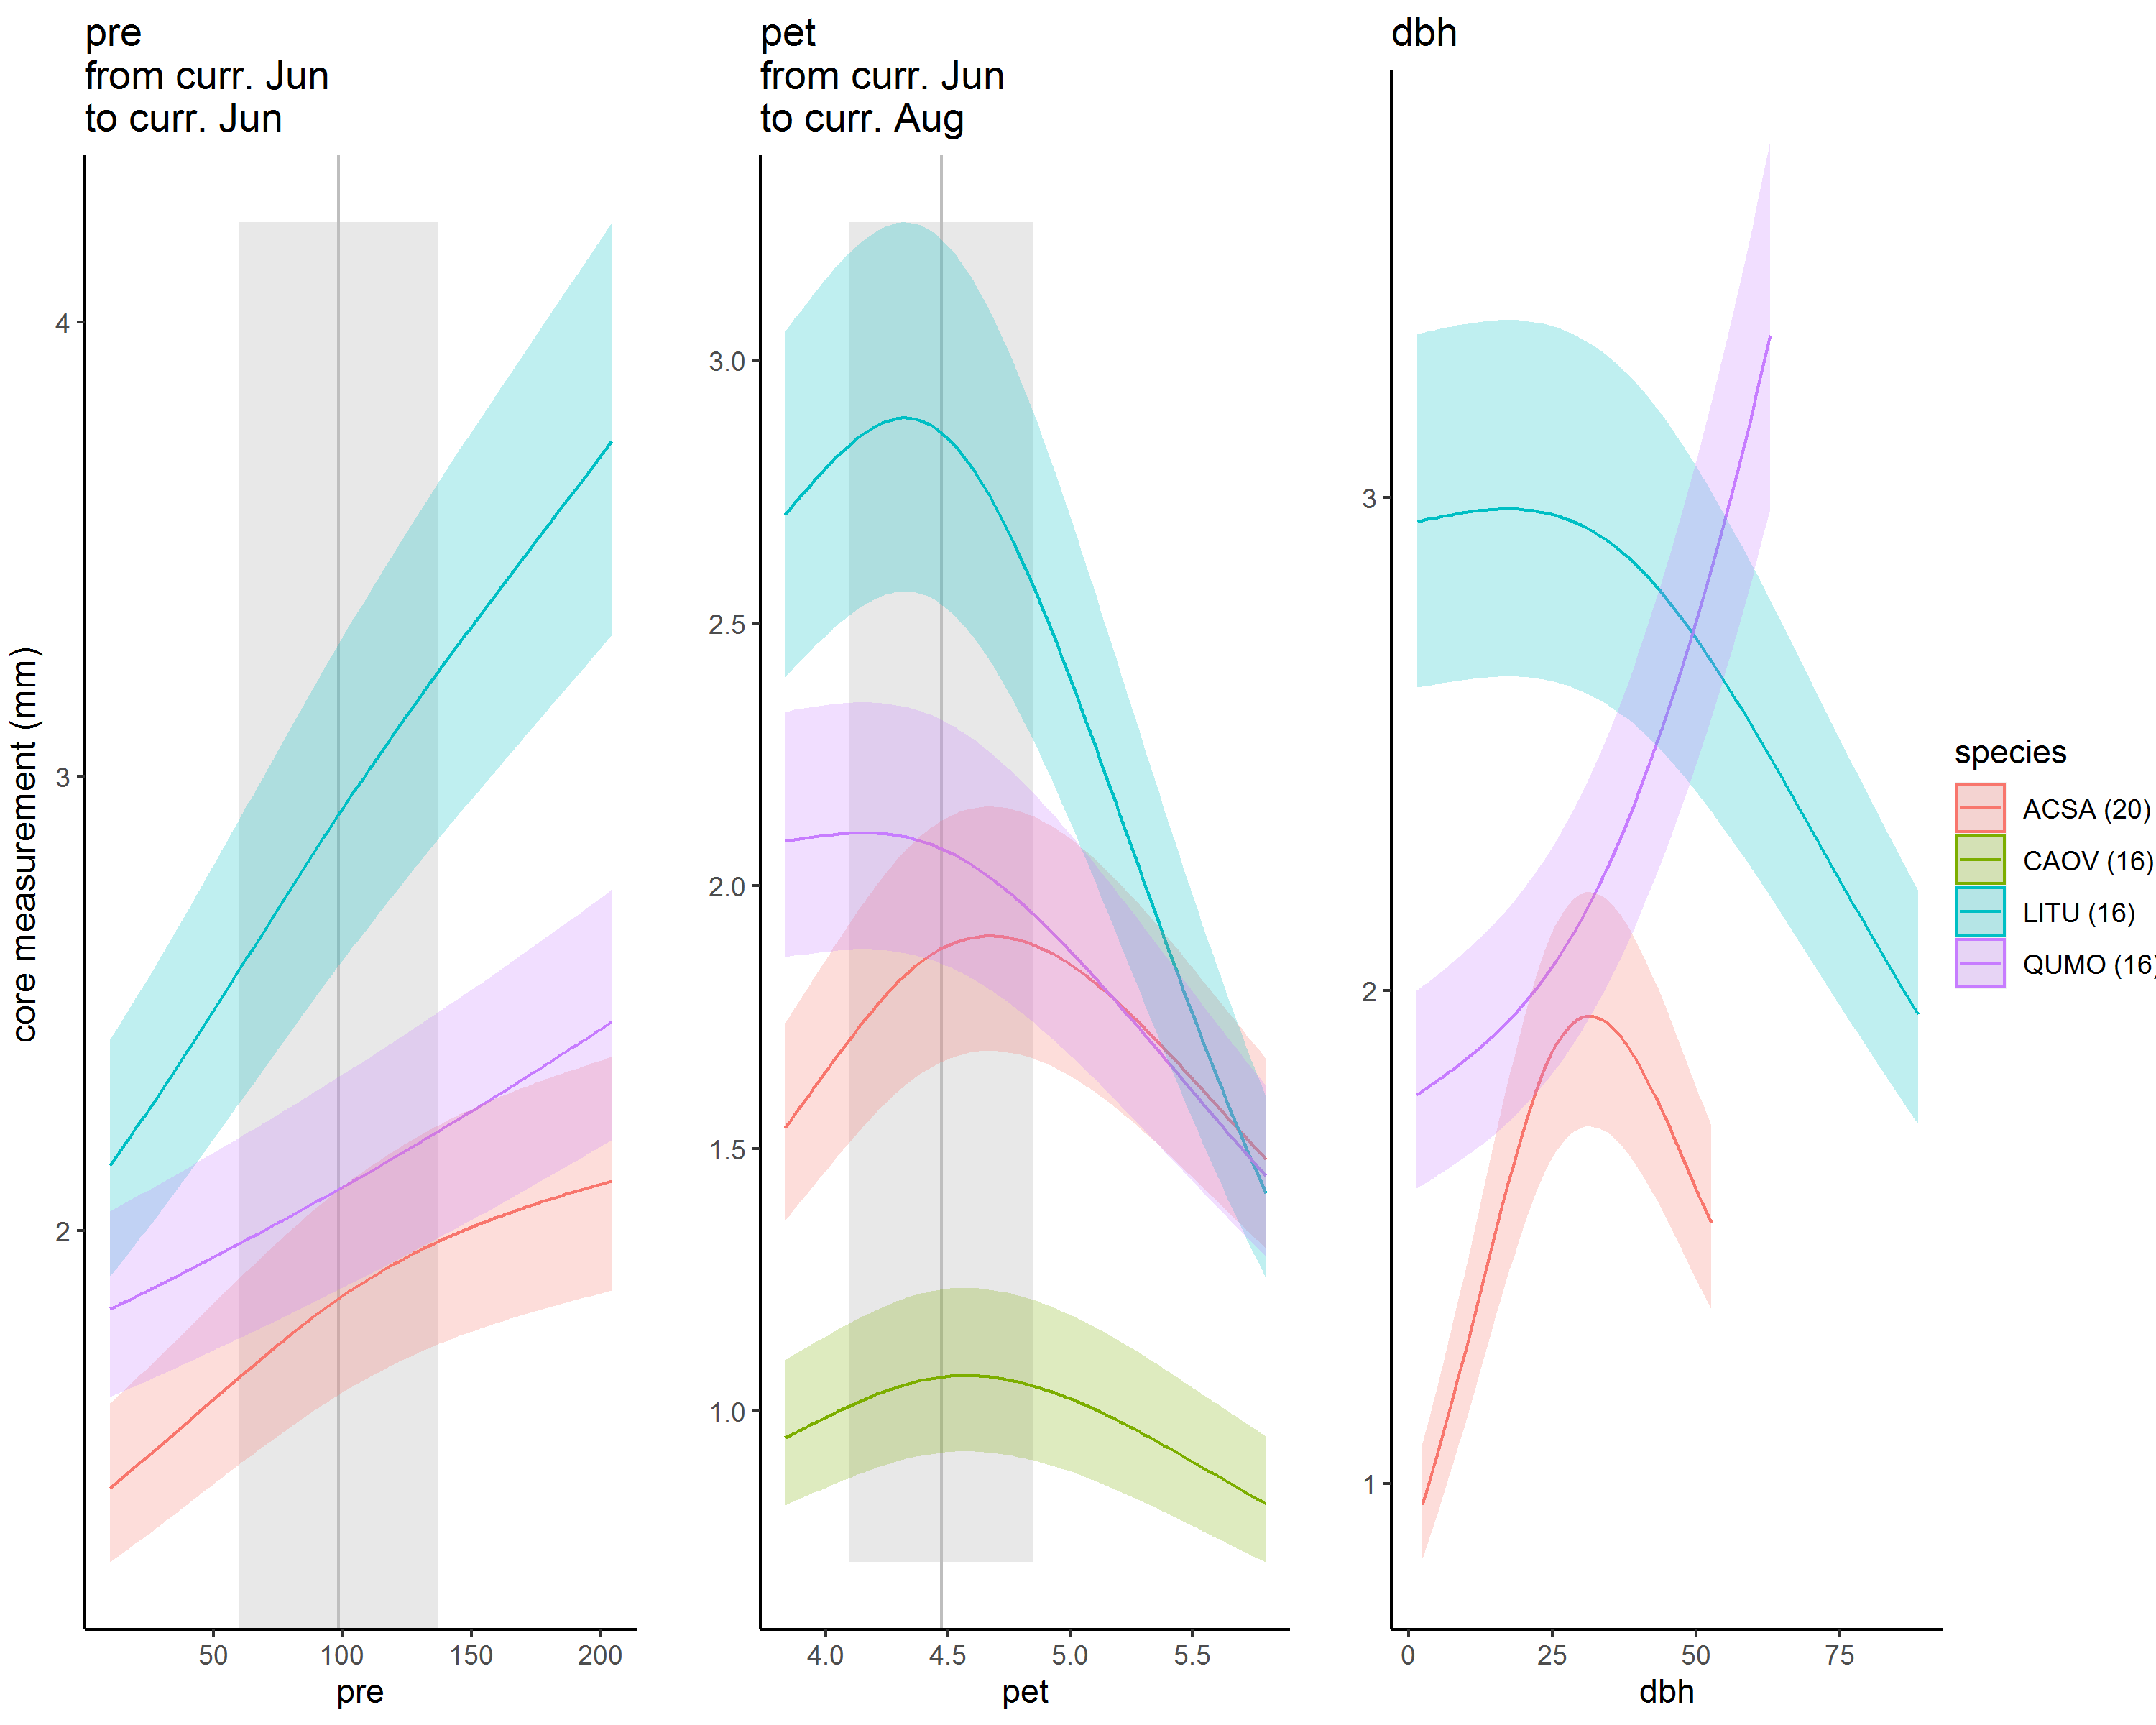 pre
from curr. Jun
to curr. Jun
pet
from curr. Jun
to curr. Aug
dbh
core measurement (mm)
4
3
2
50 100 150 200
pre
3.0
2.5
2.0
1.5
1.0
4.0 4.5 5.0 5.5
pet
3
2
1
0 25 50 75
dbh
species
ACSA (20)
CAOV (16)
LITU (16)
QUMO (16)